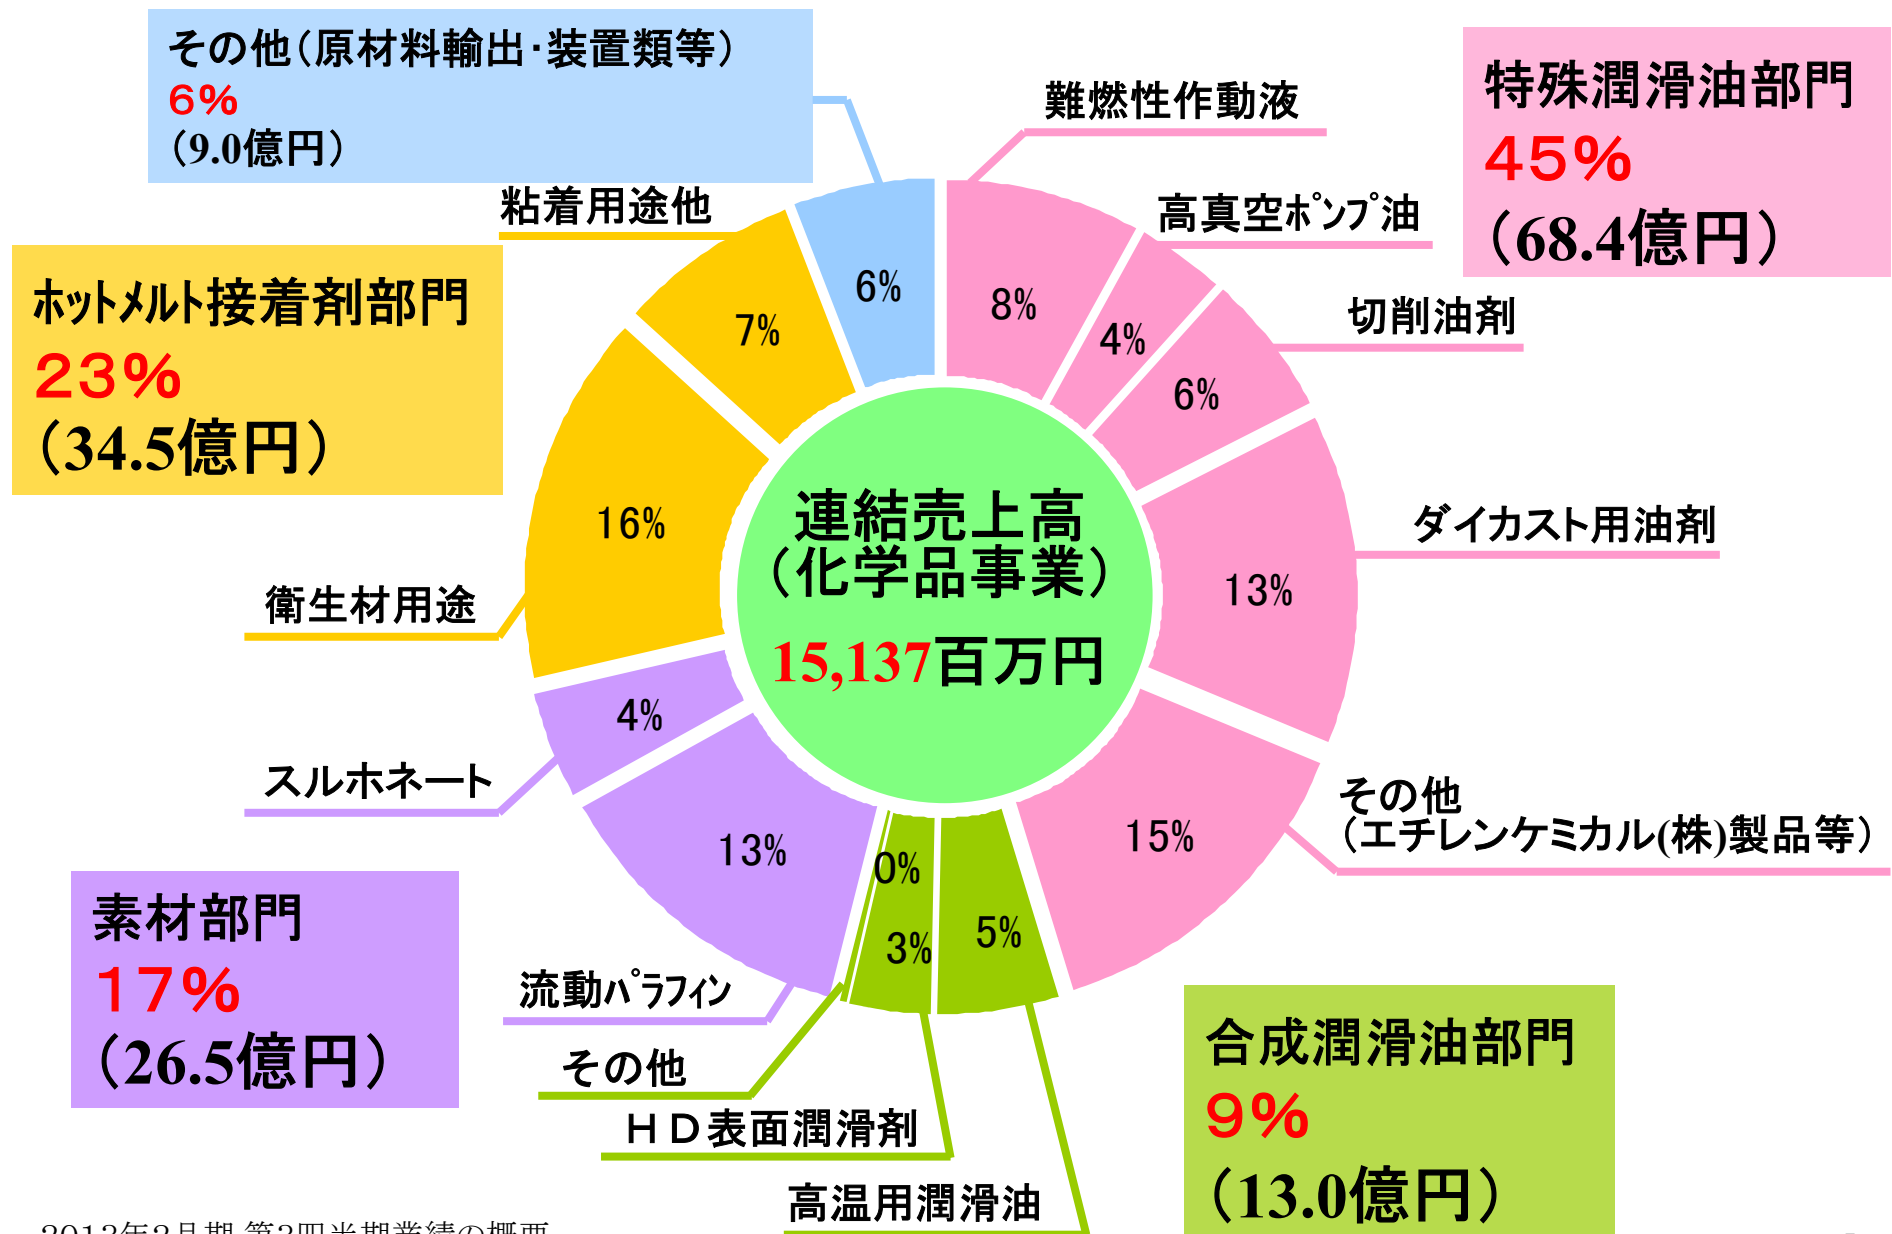 その他(原材料輸出・装置類等)
6%
(9.0億円)
難燃性作動液
特殊潤滑油部門
45%
(68.4億円)
粘着用途他
高真空ﾎﾟﾝﾌﾟ油
ホットメルト接着剤部門
23%
(34.5億円)
切削油剤
6%
8%
7%
4%
6%
16%
連結売上高
(化学品事業)
15,137百万円
ダイカスト用油剤
13%
衛生材用途
4%
スルホネート
13%
15%
その他
(エチレンケミカル(株)製品等)
0%
3%
5%
素材部門
17%
(26.5億円)
流動ﾊﾟﾗﾌｨﾝ
その他
HD表面潤滑剤
高温用潤滑油
合成潤滑油部門
9%
(13.0億円)